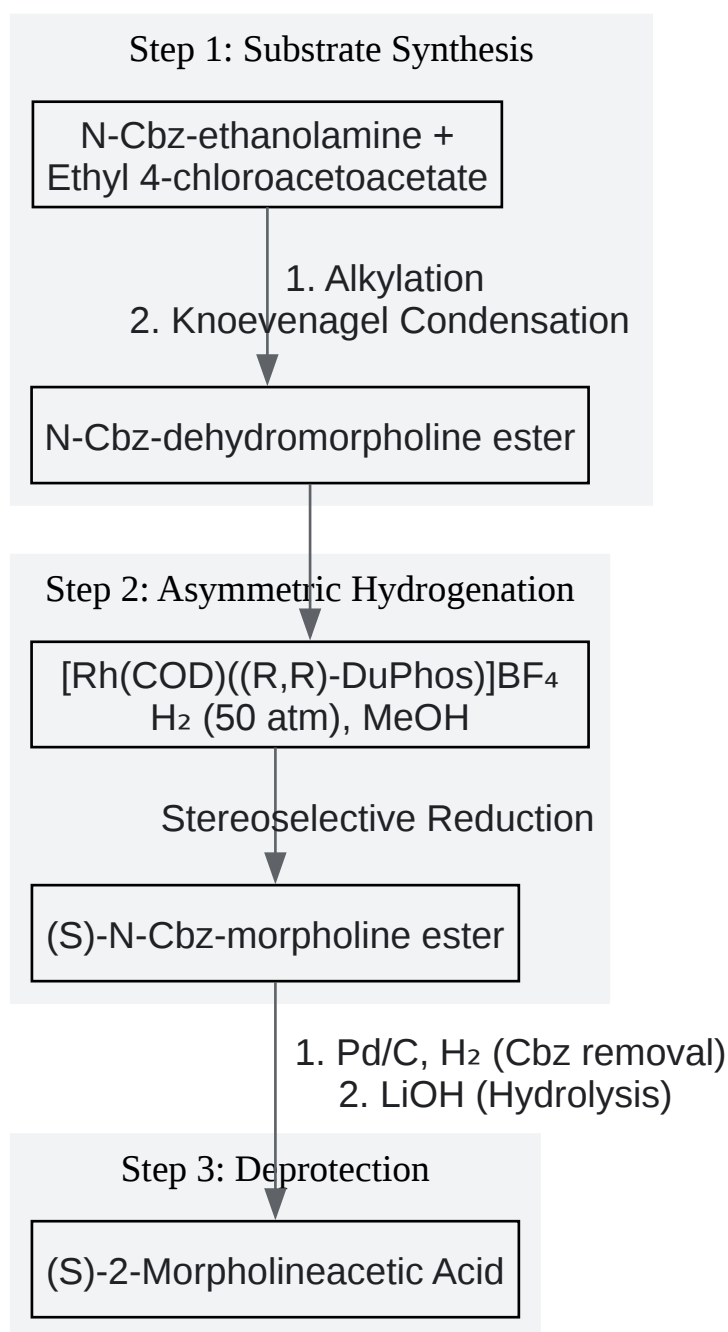 Step 1: Substrate Synthesis
N-Cbz-ethanolamine +
Ethyl 4-chloroacetoacetate
1. Alkylation
2. Knoevenagel Condensation
N-Cbz-dehydromorpholine ester
Step 2: Asymmetric Hydrogenation
[Rh(COD)((R,R)-DuPhos)]BF₄
H₂ (50 atm), MeOH
Stereoselective Reduction
(S)-N-Cbz-morpholine ester
1. Pd/C, H₂ (Cbz removal)
2. LiOH (Hydrolysis)
Step 3: Deprotection
(S)-2-Morpholineacetic Acid